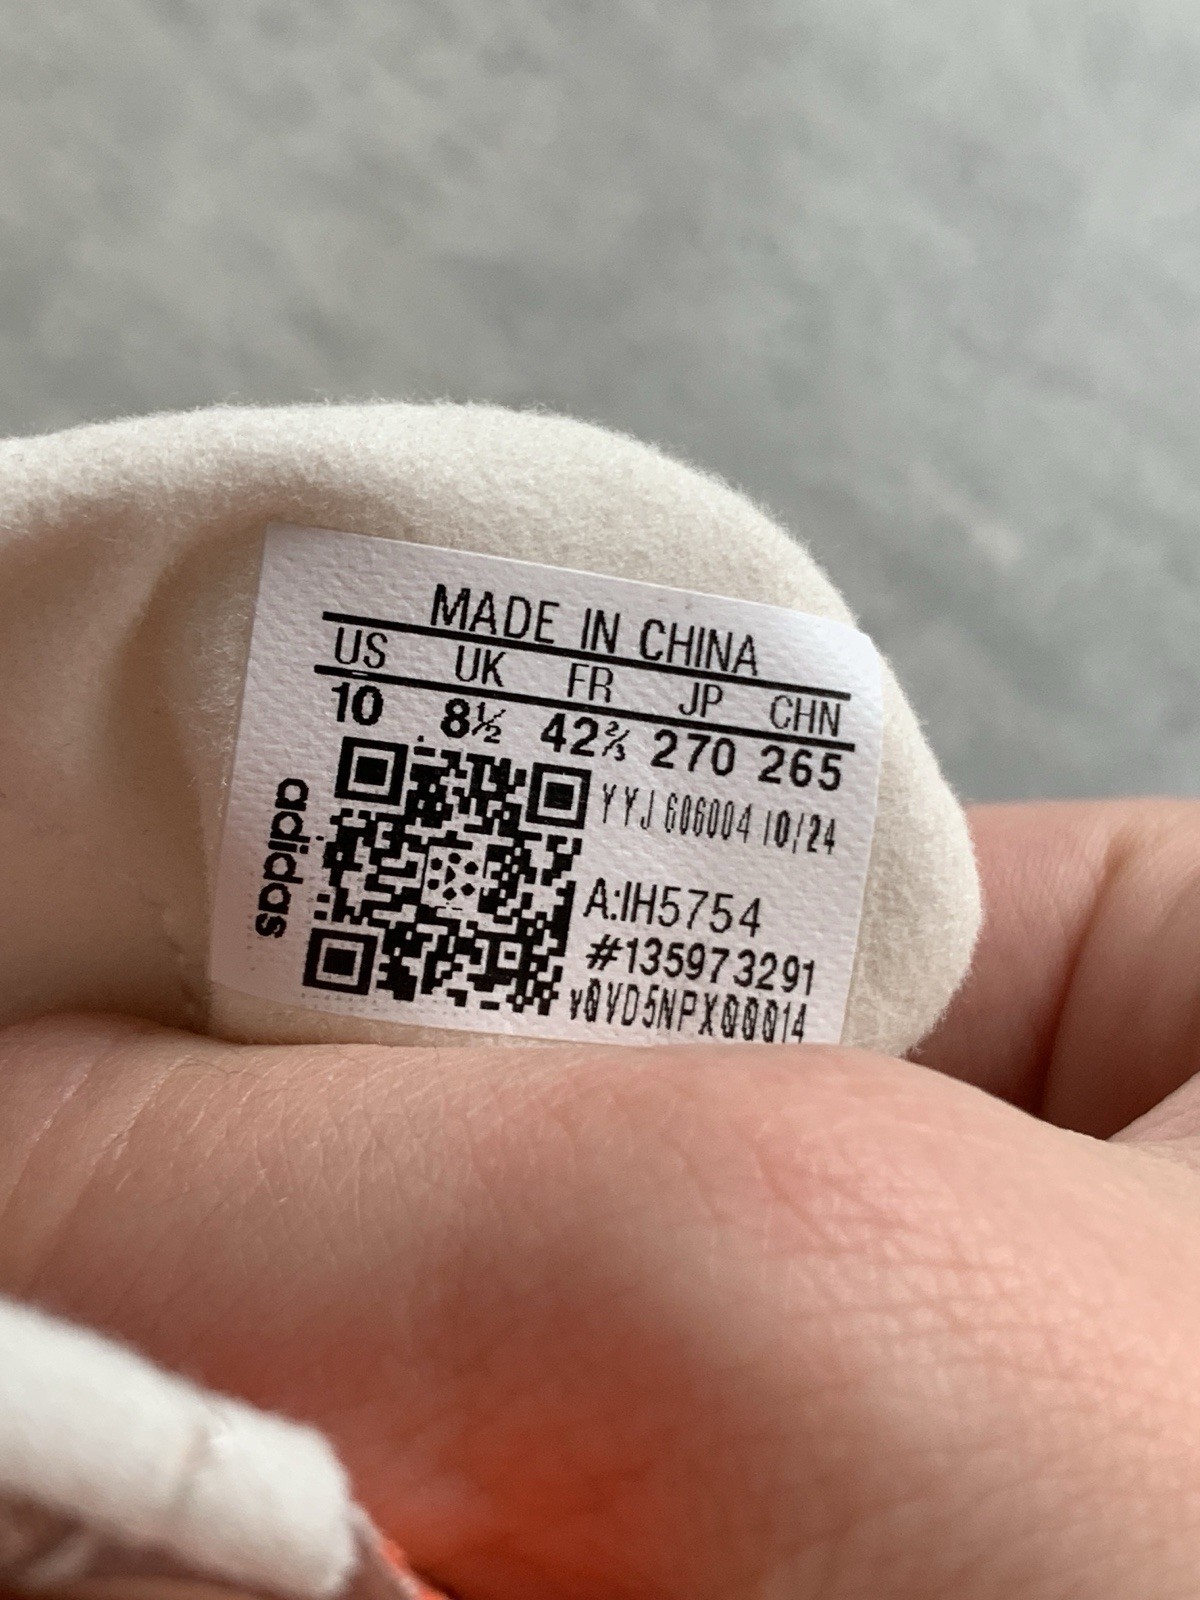 MADE IN CHINA
US UK FR JP CHN
10 8½ 42⅔ 270 265
YYJ 606004 10/24
A:IH5754
#135973291
v0VD5NPX00014
adidas